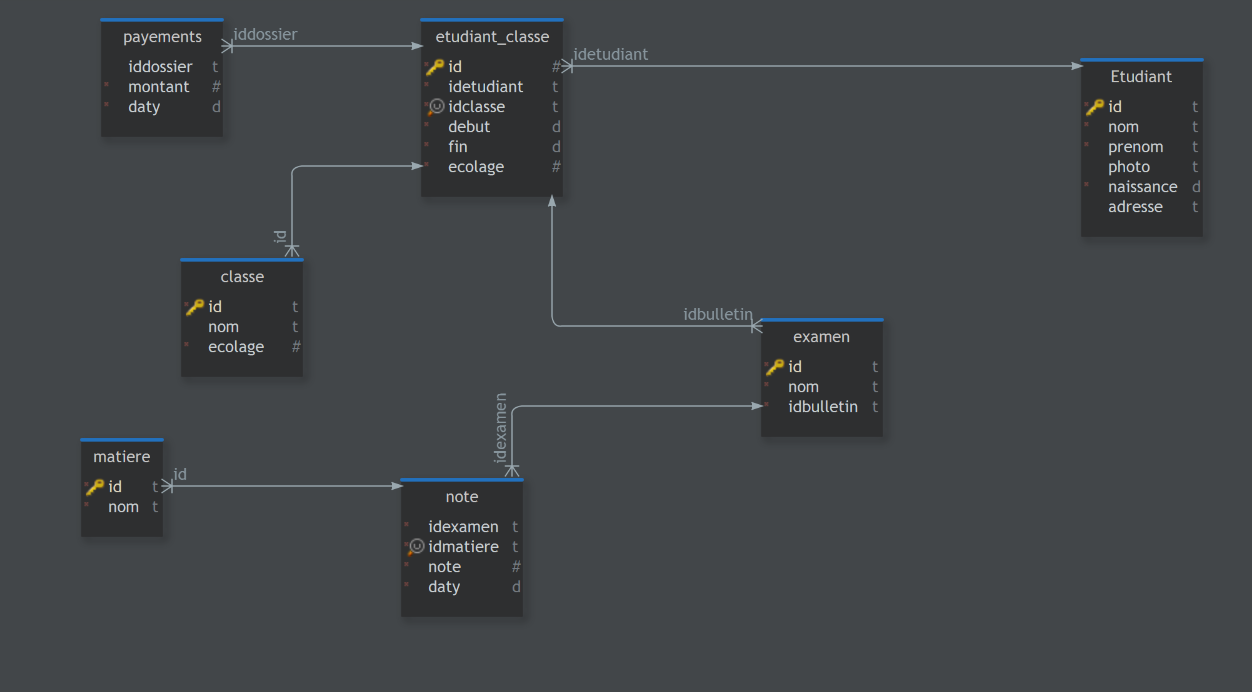 payements
iddossier t
montant #
daty d
iddossier
etudiant_classe
id #
idetudiant t
idclasse t
debut d
fin d
ecolage #
idetudiant
Etudiant
id t
nom t
prenom t
photo t
naissance d
adresse t
id
classe
id t
nom t
ecolage #
idbulletin
examen
id t
nom t
idbulletin t
idexamen
matiere
id t
nom t
id
note
idexamen t
idmatiere t
note #
daty d